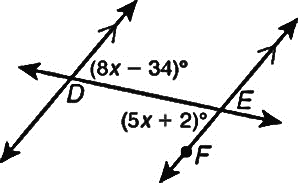 (8x − 34)°
D
E
(5x + 2)°
F